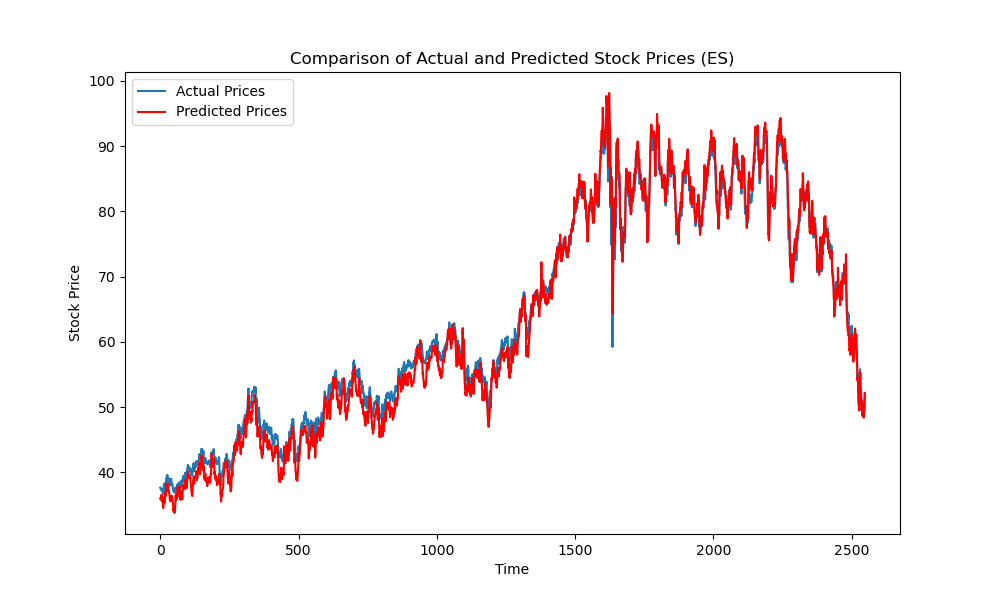 Comparison of Actual and Predicted Stock Prices (ES)
Actual Prices
Predicted Prices
100
90
80
70
60
50
40
Stock Price
0
500
1000
1500
2000
2500
Time